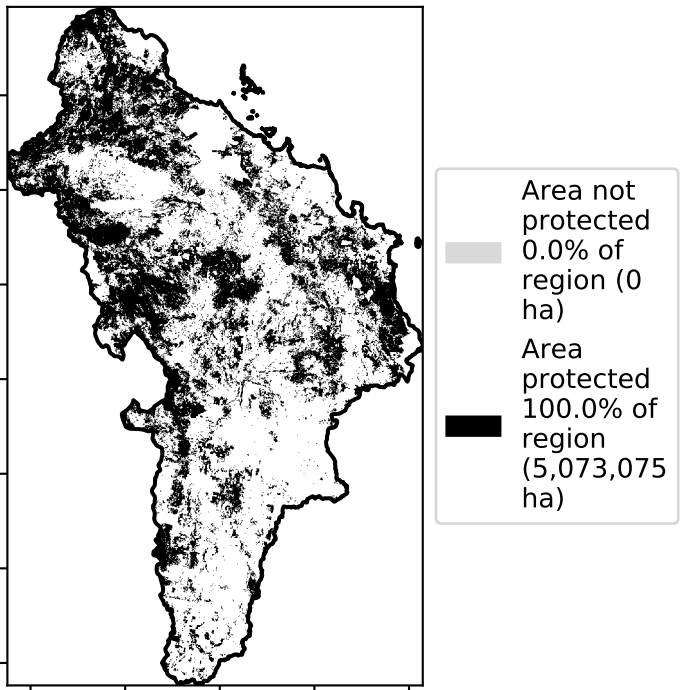 Area not
protected
0.0% of
region (0
ha)
Area
protected
100.0% of
region
(5,073,075
ha)